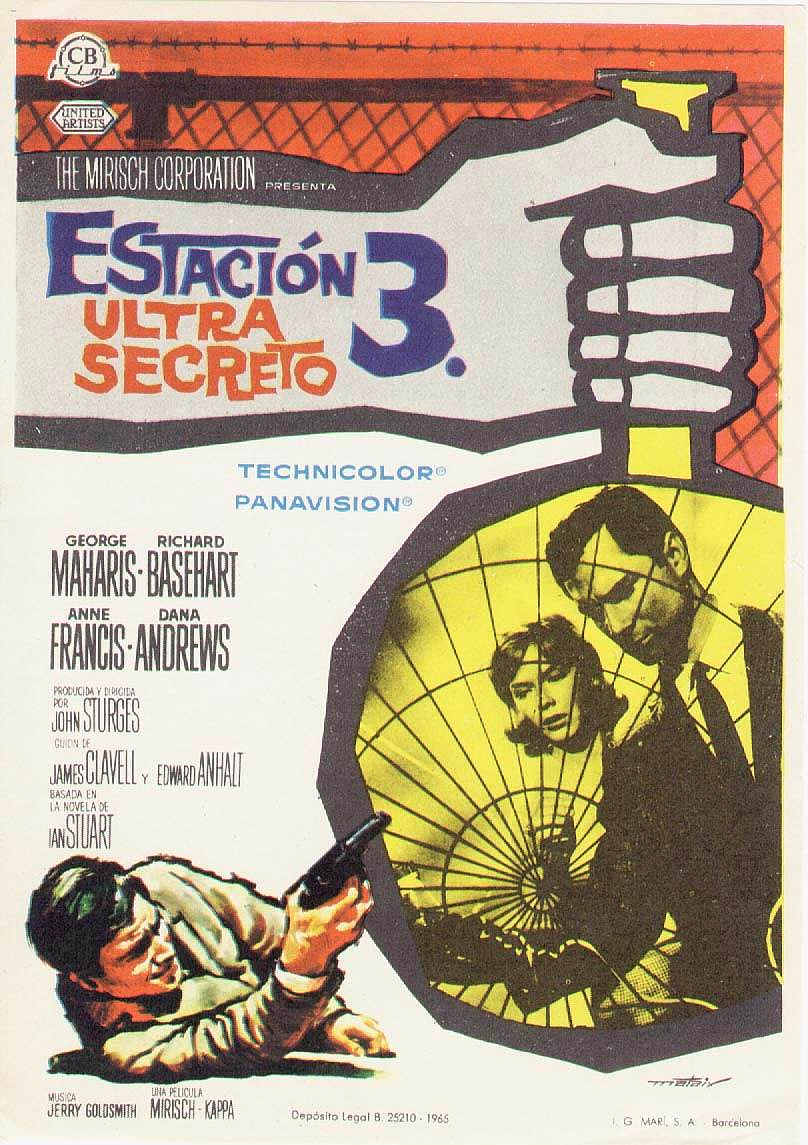 CB
films
UNITED
ARTISTS
THE MIRISCH CORPORATION PRESENTA
ESTACIÓN 3.
ULTRA
SECRETO
TECHNICOLOR®
PANAVISION®
GEORGE RICHARD
MAHARIS-BASEHART
ANNE DANA
FRANCIS-ANDREWS
PRODUCIDA Y DIRIGIDA
POR
JOHN STURGES
GUION DE
JAMES CLAVELL Y EDWARD ANHALT
BASADA EN
LA NOVELA DE
IAN STUART
mataix
MUSICA
JERRY GOLDSMITH
UNA PELICULA
MIRISCH-KAPPA
Depósito Legal B. 25210 - 1965
I. G. MARÍ, S. A. - Barcelona